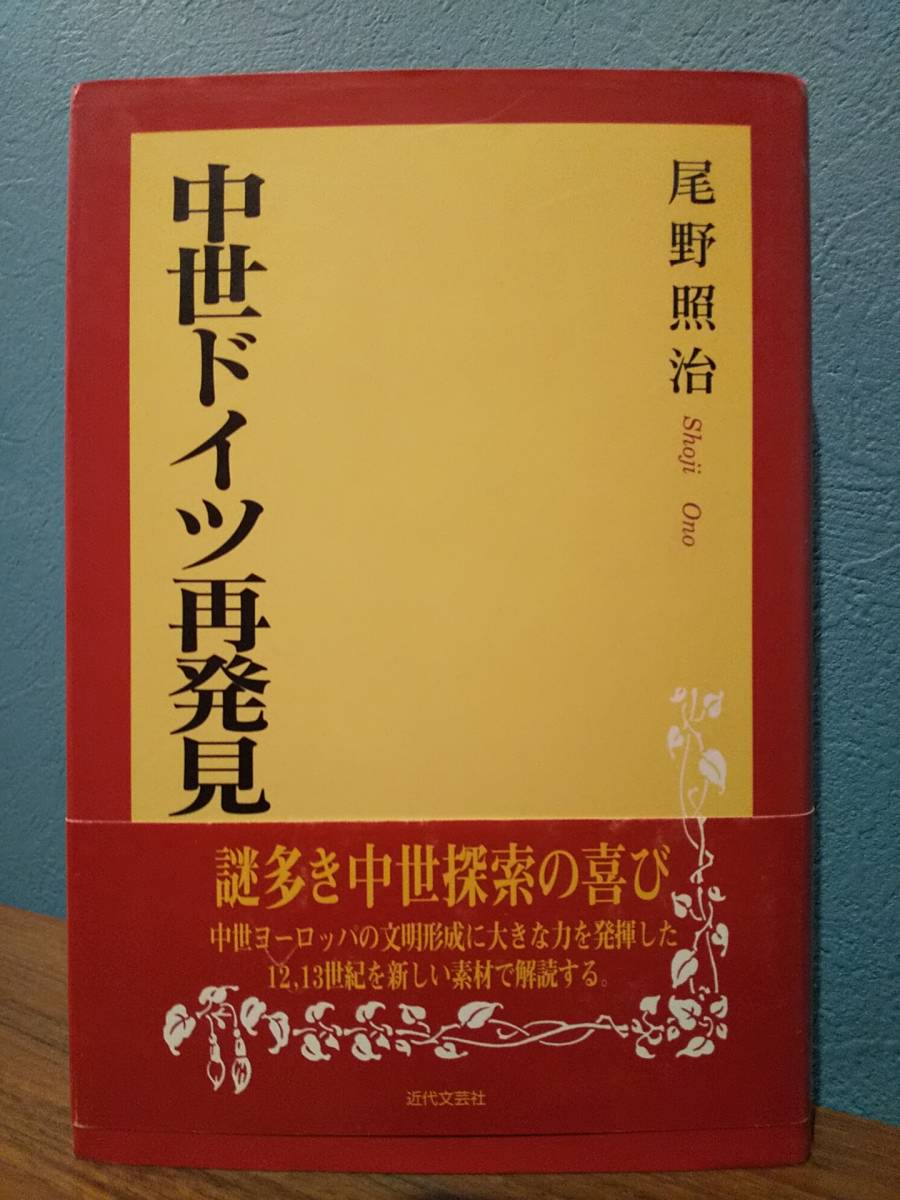 尾野照治
Shoji Ono
中世ドイツ再発見
謎多き中世探索の喜び
中世ヨーロッパの文明形成に大きな力を発揮した
12,13世紀を新しい素材で解読する。
近代文芸社